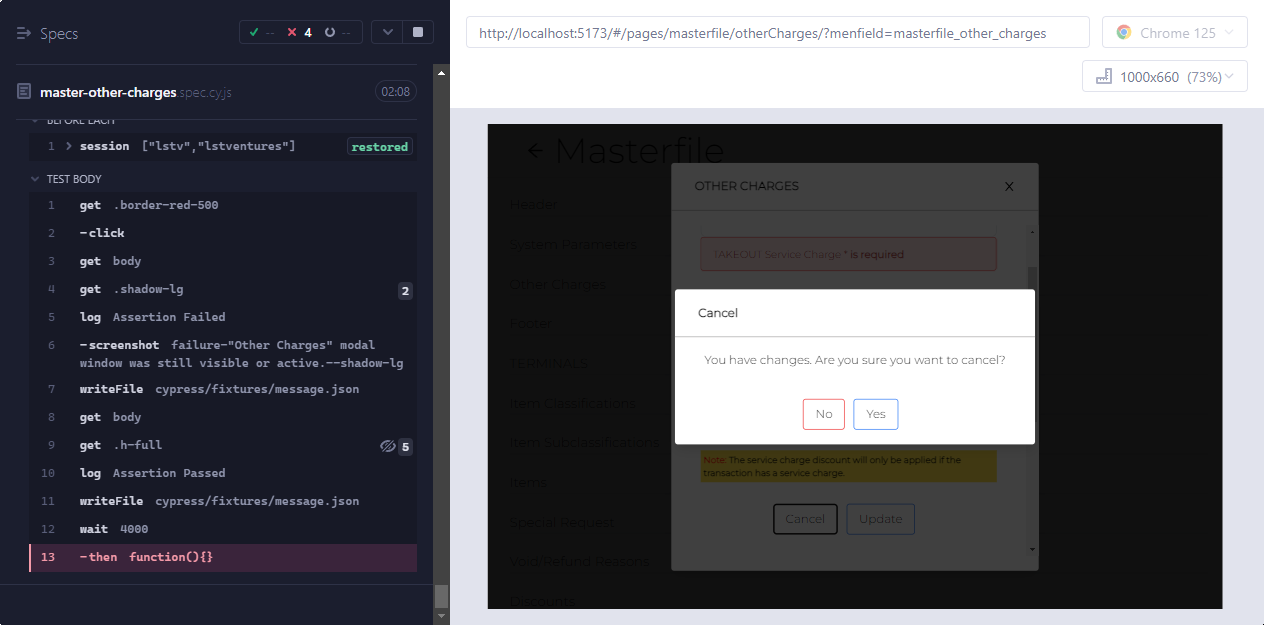 Specs
-- 4 --
master-other-charges.spec.cy.js 02:08
BEFORE EACH
1 session ["lstv","lstventures"] restored
TEST BODY
1 get .border-red-500
2 -click
3 get body
4 get .shadow-lg 2
5 log Assertion Failed
6 -screenshot failure-"Other Charges" modal
window was still visible or active.--shadow-lg
7 writeFile cypress/fixtures/message.json
8 get body
9 get .h-full 5
10 log Assertion Passed
11 writeFile cypress/fixtures/message.json
12 wait 4000
13 -then function(){}
http://localhost:5173/#/pages/masterfile/otherCharges/?menfield=masterfile_other_charges
Chrome 125
1000x660 (73%)
Masterfile
Header
System Parameters
Other Charges
Footer
TERMINALS
Item Classifications
Item Subclassifications
Items
Special Request
Void/Refund Reasons
Discounts
OTHER CHARGES X
TAKEOUT Service Charge * is required
Cancel
You have changes. Are you sure you want to cancel?
No Yes
Note: The service charge discount will only be applied if the
transaction has a service charge.
Cancel Update